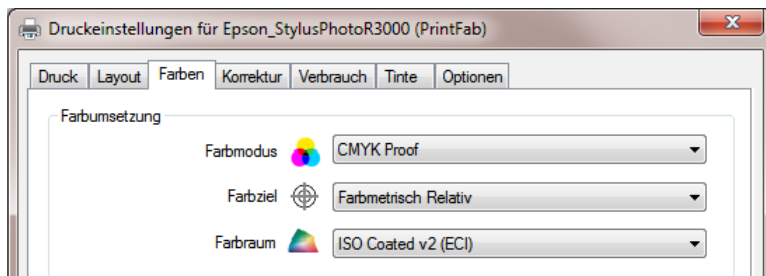 Druckeinstellungen für Epson_StylusPhotoR3000 (PrintFab)
Druck Layout Farben Korrektur Verbrauch Tinte Optionen
Farbumsetzung
Farbmodus CMYK Proof
Farbziel Farbmetrisch Relativ
Farbraum ISO Coated v2 (ECI)